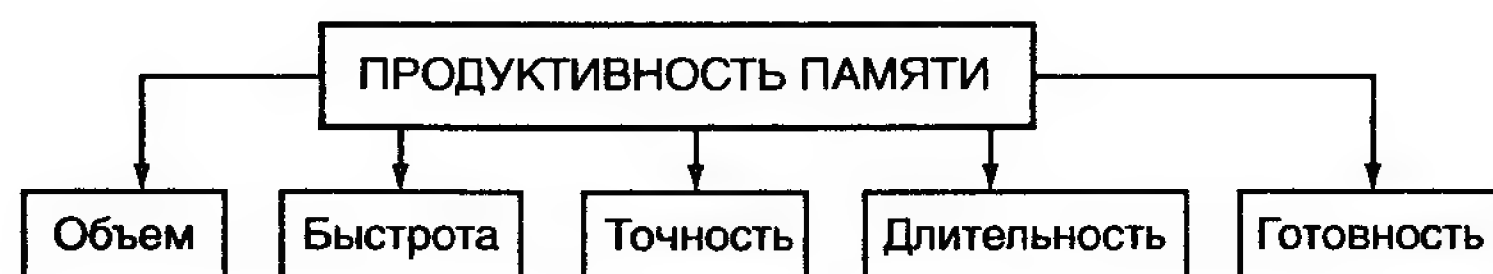 ПРОДУКТИВНОСТЬ ПАМЯТИ
Объем Быстрота Точность Длительность Готовность